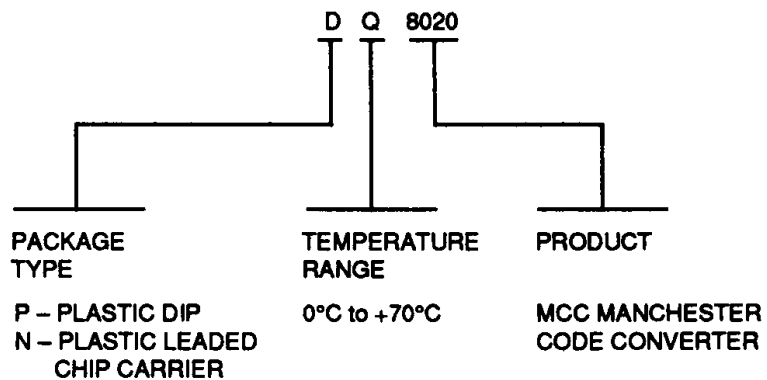 D Q 8020
PACKAGE
TYPE
P – PLASTIC DIP
N – PLASTIC LEADED
CHIP CARRIER
TEMPERATURE
RANGE
0°C to +70°C
PRODUCT
MCC MANCHESTER
CODE CONVERTER